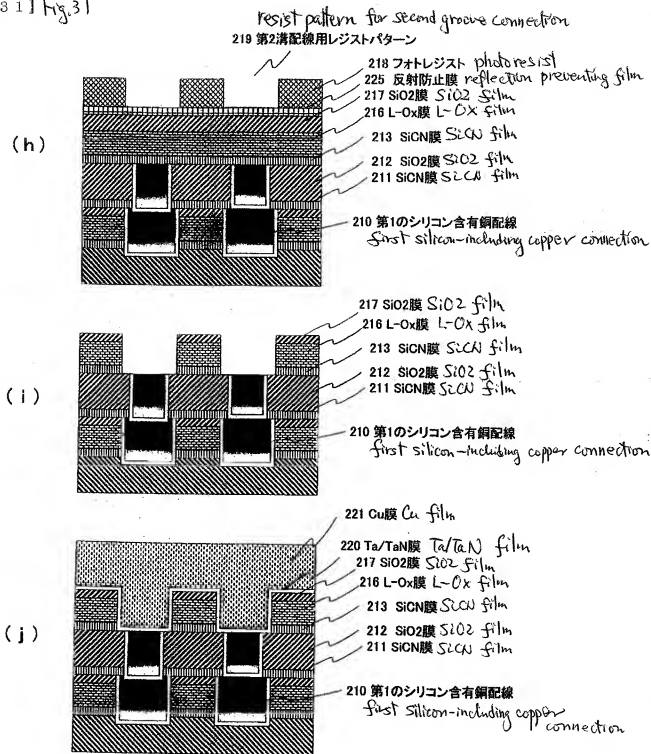 31] Fig.31
resist pattern for second groove connection
219 第2溝配線用レジストパターン
218 フォトレジスト photoresist
225 反射防止膜 reflection preventing film
217 SiO2膜 SiO2 film
216 L-Ox膜 L-Ox film
(h)
213 SiCN膜 SiCN film
212 SiO2膜 SiO2 film
211 SiCN膜 SiCN film
210 第1のシリコン含有銅配線
first silicon-including copper connection
217 SiO2膜 SiO2 film
216 L-Ox膜 L-Ox film
213 SiCN膜 SiCN film
(i)
212 SiO2膜 SiO2 film
211 SiCN膜 SiCN film
210 第1のシリコン含有銅配線
first silicon-including copper connection
221 Cu膜 Cu film
220 Ta/TaN膜 Ta/TaN film
217 SiO2膜 SiO2 film
216 L-Ox膜 L-Ox film
213 SiCN膜 SiCN film
(j)
212 SiO2膜 SiO2 film
211 SiCN膜 SiCN film
210 第1のシリコン含有銅配線
first silicon-including copper
connection